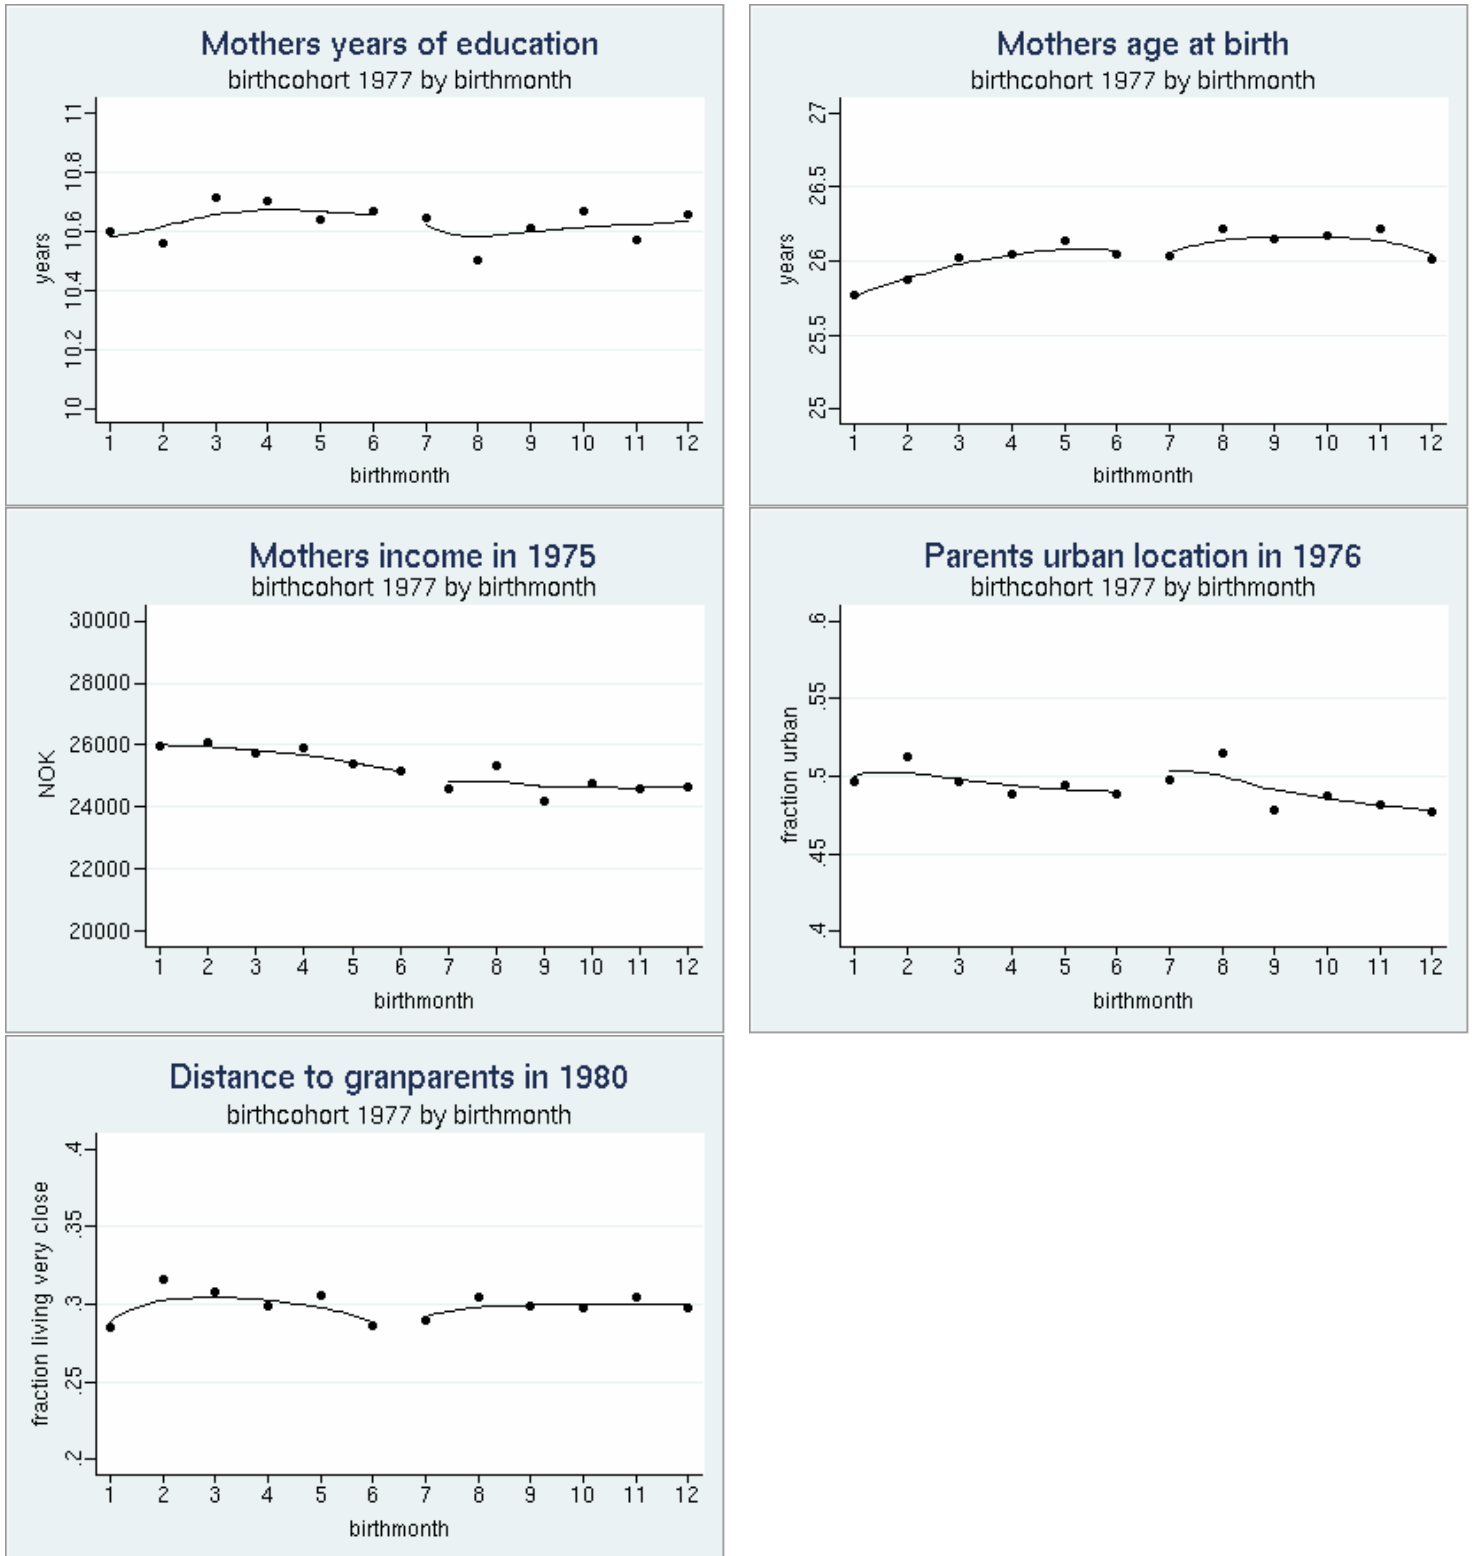 Mothers years of education
birthcohort 1977 by birthmonth
years
11
10.8
10.6
10.4
10.2
10
1 2 3 4 5 6 7 8 9 10 11 12
birthmonth
Mothers age at birth
birthcohort 1977 by birthmonth
years
27
26.5
26
25.5
25
1 2 3 4 5 6 7 8 9 10 11 12
birthmonth
Mothers income in 1975
birthcohort 1977 by birthmonth
NOK
30000
28000
26000
24000
22000
20000
1 2 3 4 5 6 7 8 9 10 11 12
birthmonth
Parents urban location in 1976
birthcohort 1977 by birthmonth
fraction urban
.6
.55
.5
.45
.4
1 2 3 4 5 6 7 8 9 10 11 12
birthmonth
Distance to granparents in 1980
birthcohort 1977 by birthmonth
fraction living very close
.4
.35
.3
.25
.2
1 2 3 4 5 6 7 8 9 10 11 12
birthmonth